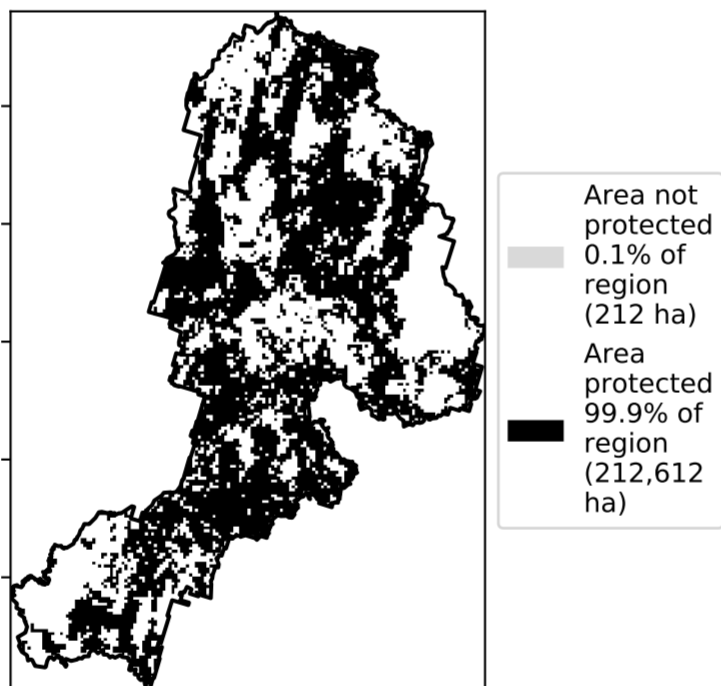 Area not
protected
0.1% of
region
(212 ha)
Area
protected
99.9% of
region
(212,612
ha)